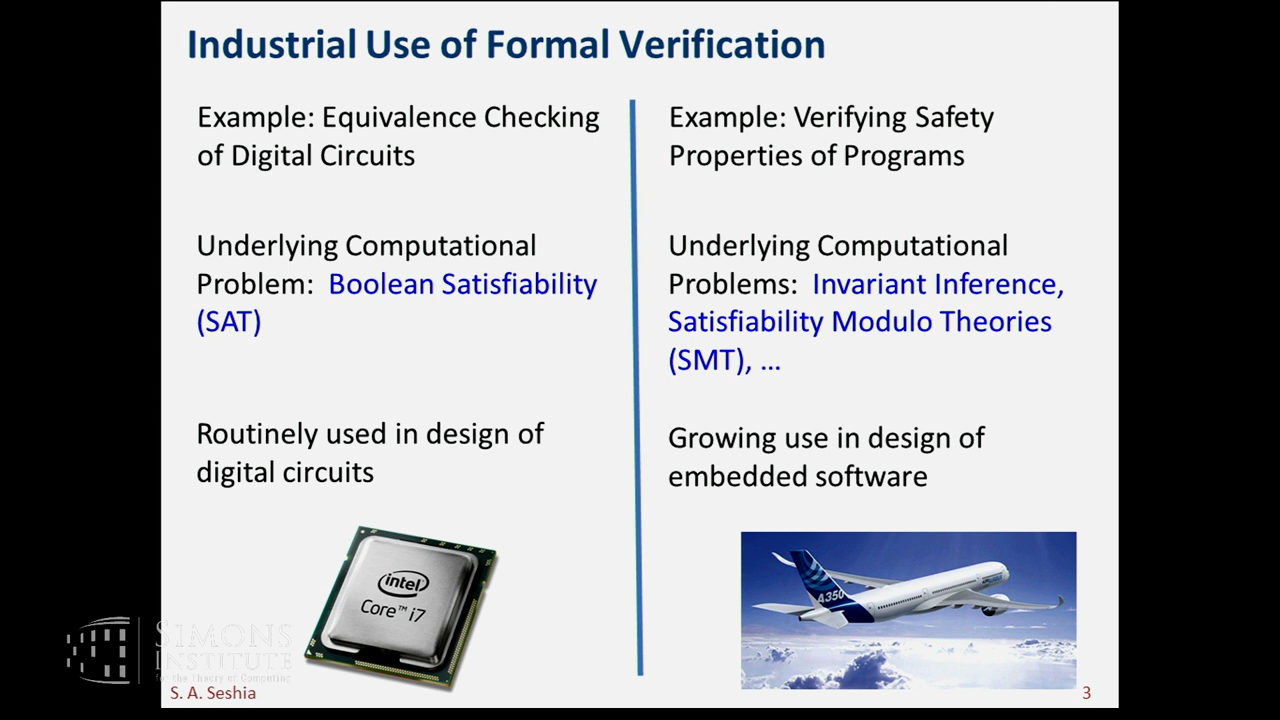 Industrial Use of Formal Verification
Example: Equivalence Checking
of Digital Circuits
Underlying Computational
Problem: Boolean Satisfiability
(SAT)
Routinely used in design of
digital circuits
intel
Core™ i7
Example: Verifying Safety
Properties of Programs
Underlying Computational
Problems: Invariant Inference,
Satisfiability Modulo Theories
(SMT), …
Growing use in design of
embedded software
A350
SIMONS
INSTITUTE
for the Theory of Computing
S. A. Seshia
3